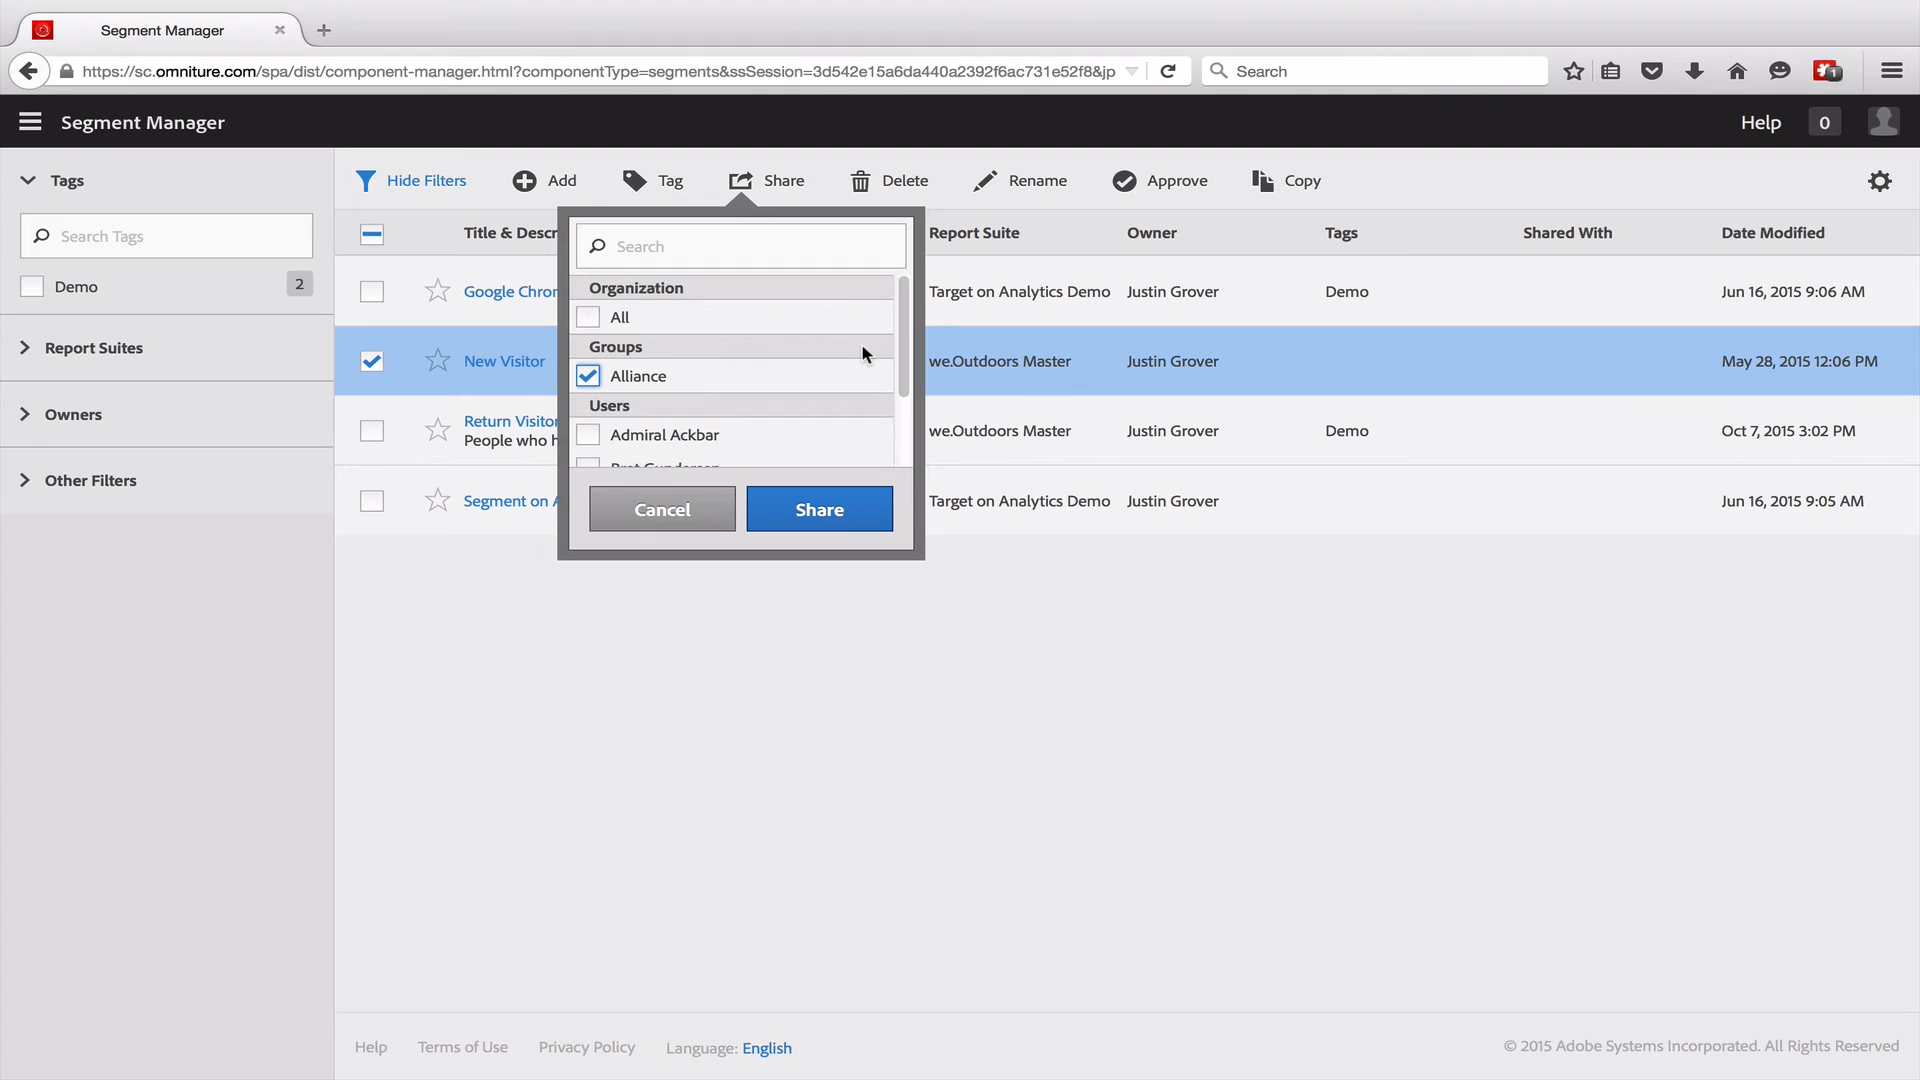 Segment Manager
https://sc.omniture.com/spa/dist/component-manager.html?componentType=segments&ssSession=3d542e15a6da440a2392f6ac731e52f8&jp
Search
1
Segment Manager
Help
0
Tags
Search Tags
Demo
2
Report Suites
Owners
Other Filters
Hide Filters
Add
Tag
Share
Delete
Rename
Approve
Copy
Title & Descr
Report Suite
Owner
Tags
Shared With
Date Modified
Google Chron
Target on Analytics Demo
Justin Grover
Demo
Jun 16, 2015 9:06 AM
New Visitor
we.Outdoors Master
Justin Grover
May 28, 2015 12:06 PM
Return Visitor
People who h
we.Outdoors Master
Justin Grover
Demo
Oct 7, 2015 3:02 PM
Segment on A
Target on Analytics Demo
Justin Grover
Jun 16, 2015 9:05 AM
Search
Organization
All
Groups
Alliance
Users
Admiral Ackbar
Cancel
Share
Help
Terms of Use
Privacy Policy
Language: English
© 2015 Adobe Systems Incorporated. All Rights Reserved